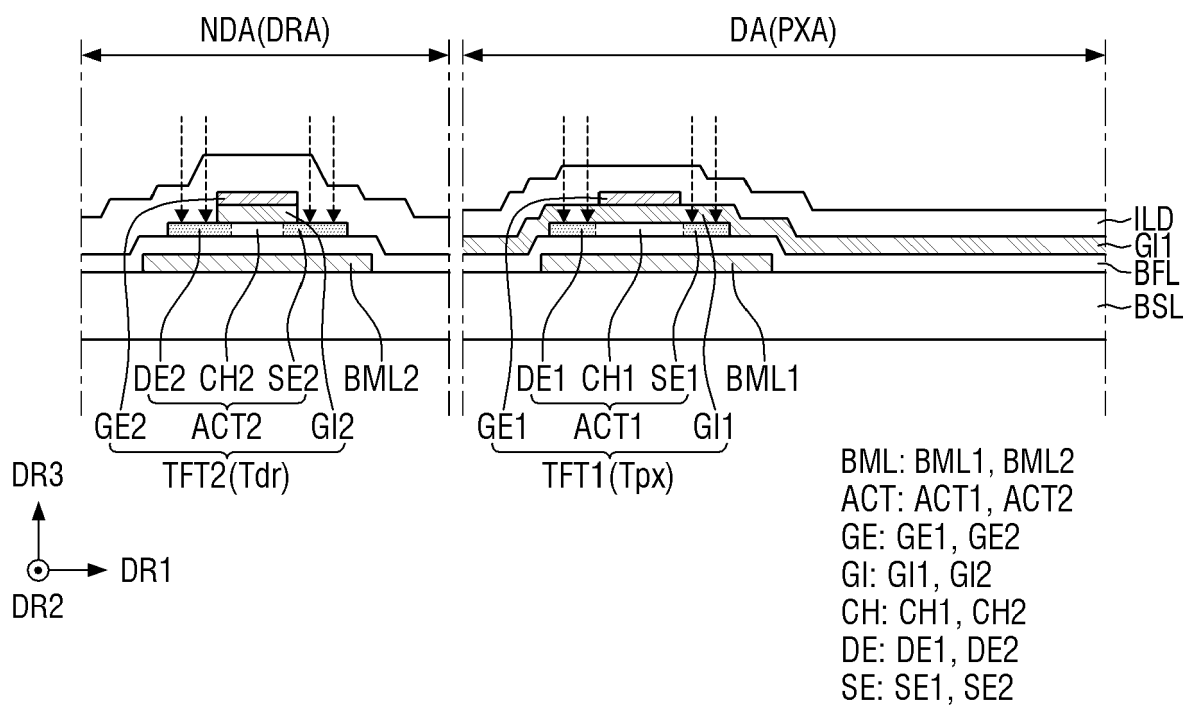 NDA(DRA)
DA(PXA)
ILD
GI1
BFL
BSL
DE2 CH2 SE2 BML2
DE1 CH1 SE1 BML1
GE2 ACT2 GI2
GE1 ACT1 GI1
TFT2(Tdr)
TFT1(Tpx)
DR3
DR1
DR2
BML: BML1, BML2
ACT: ACT1, ACT2
GE: GE1, GE2
GI: GI1, GI2
CH: CH1, CH2
DE: DE1, DE2
SE: SE1, SE2